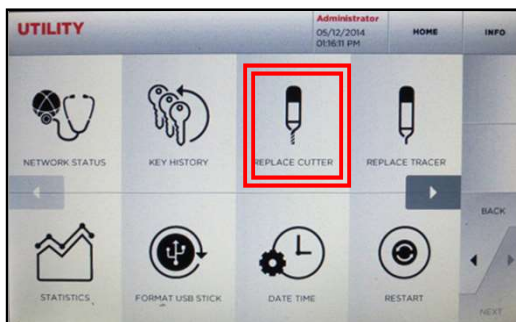 UTILITY
Administrator
05/12/2014
01:16:11 PM
HOME
INFO
NETWORK STATUS
KEY HISTORY
REPLACE CUTTER
REPLACE TRACER
BACK
STATISTICS
FORMAT USB STICK
DATE TIME
RESTART
NEXT